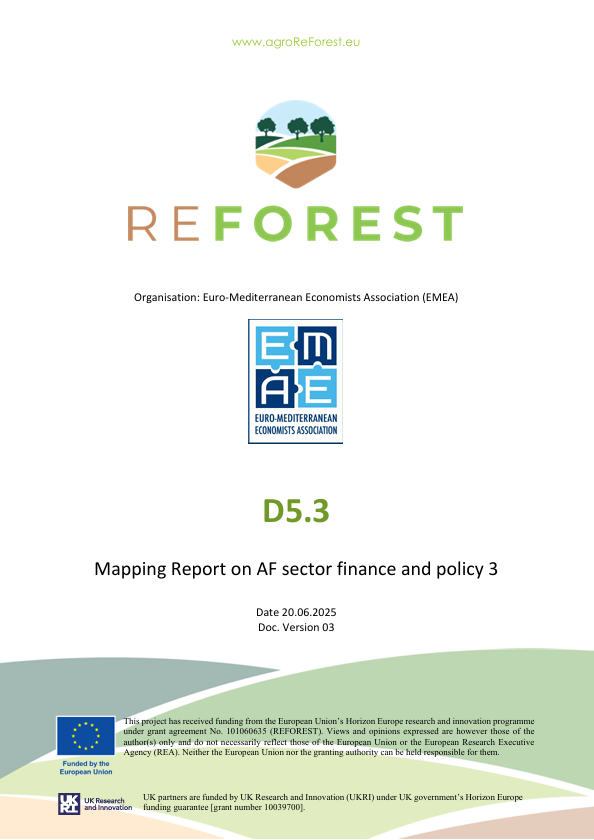 www.agroReForest.eu
REFOREST
Organisation: Euro-Mediterranean Economists Association (EMEA)
EM
AE
EURO-MEDITERRANEAN
ECONOMISTS ASSOCIATION
D5.3
Mapping Report on AF sector finance and policy 3
Date 20.06.2025
Doc. Version 03
This project has received funding from the European Union's Horizon Europe research and innovation programme
under grant agreement No. 101060635 (REFOREST). Views and opinions expressed are however those of the
author(s) only and do not necessarily reflect those of the European Union or the European Research Executive
Agency (REA). Neither the European Union nor the granting authority can be held responsible for them.
Funded by the
European Union
UK
RI
UK Research
and Innovation
UK partners are funded by UK Research and Innovation (UKRI) under UK government's Horizon Europe
funding guarantee [grant number 10039700].